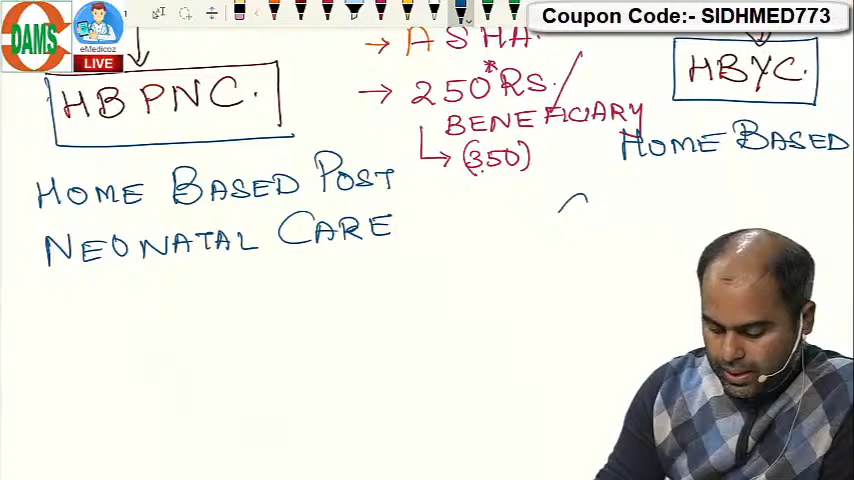 DAMS
eMedicoz
LIVE
Coupon Code:- SIDHMED773
→ ASHA.
HBPNC.
→ 250* RS. /
BENEFICIARY
↳ (350)
HBYC.
HOME BASED
HOME BASED POST
NEONATAL CARE